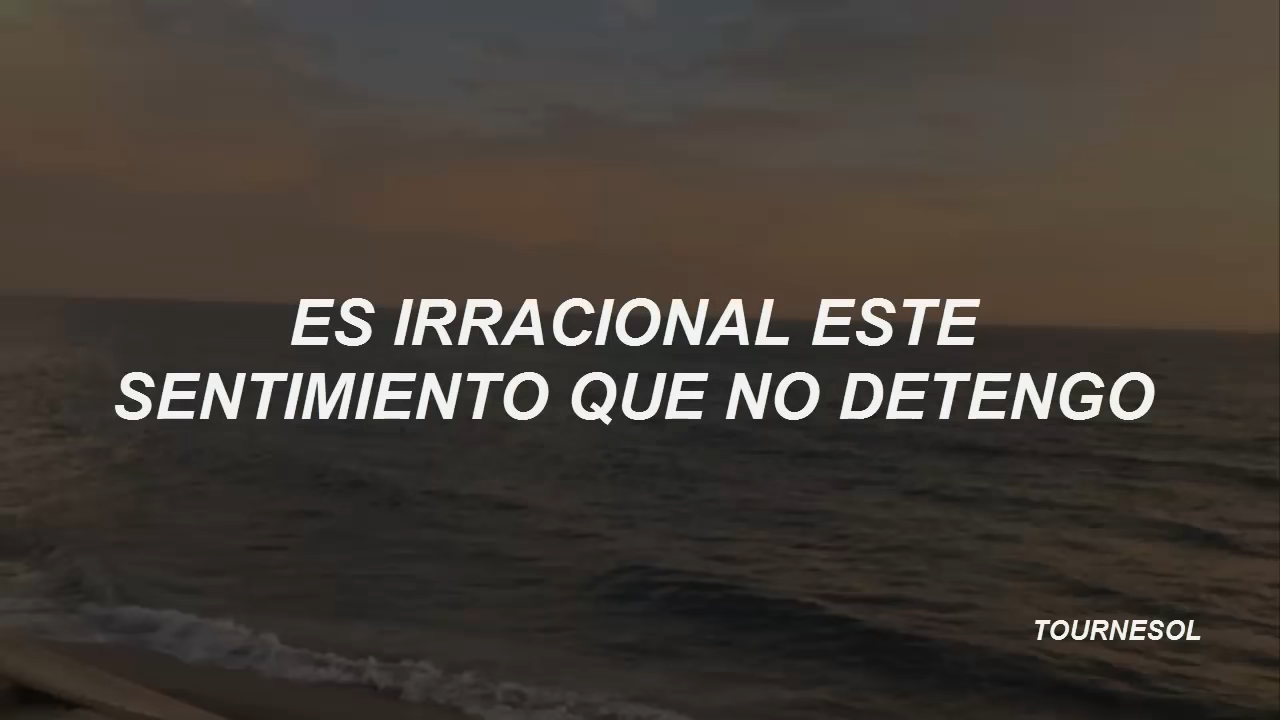 ES IRRACIONAL ESTE
SENTIMIENTO QUE NO DETENGO
TOURNESOL